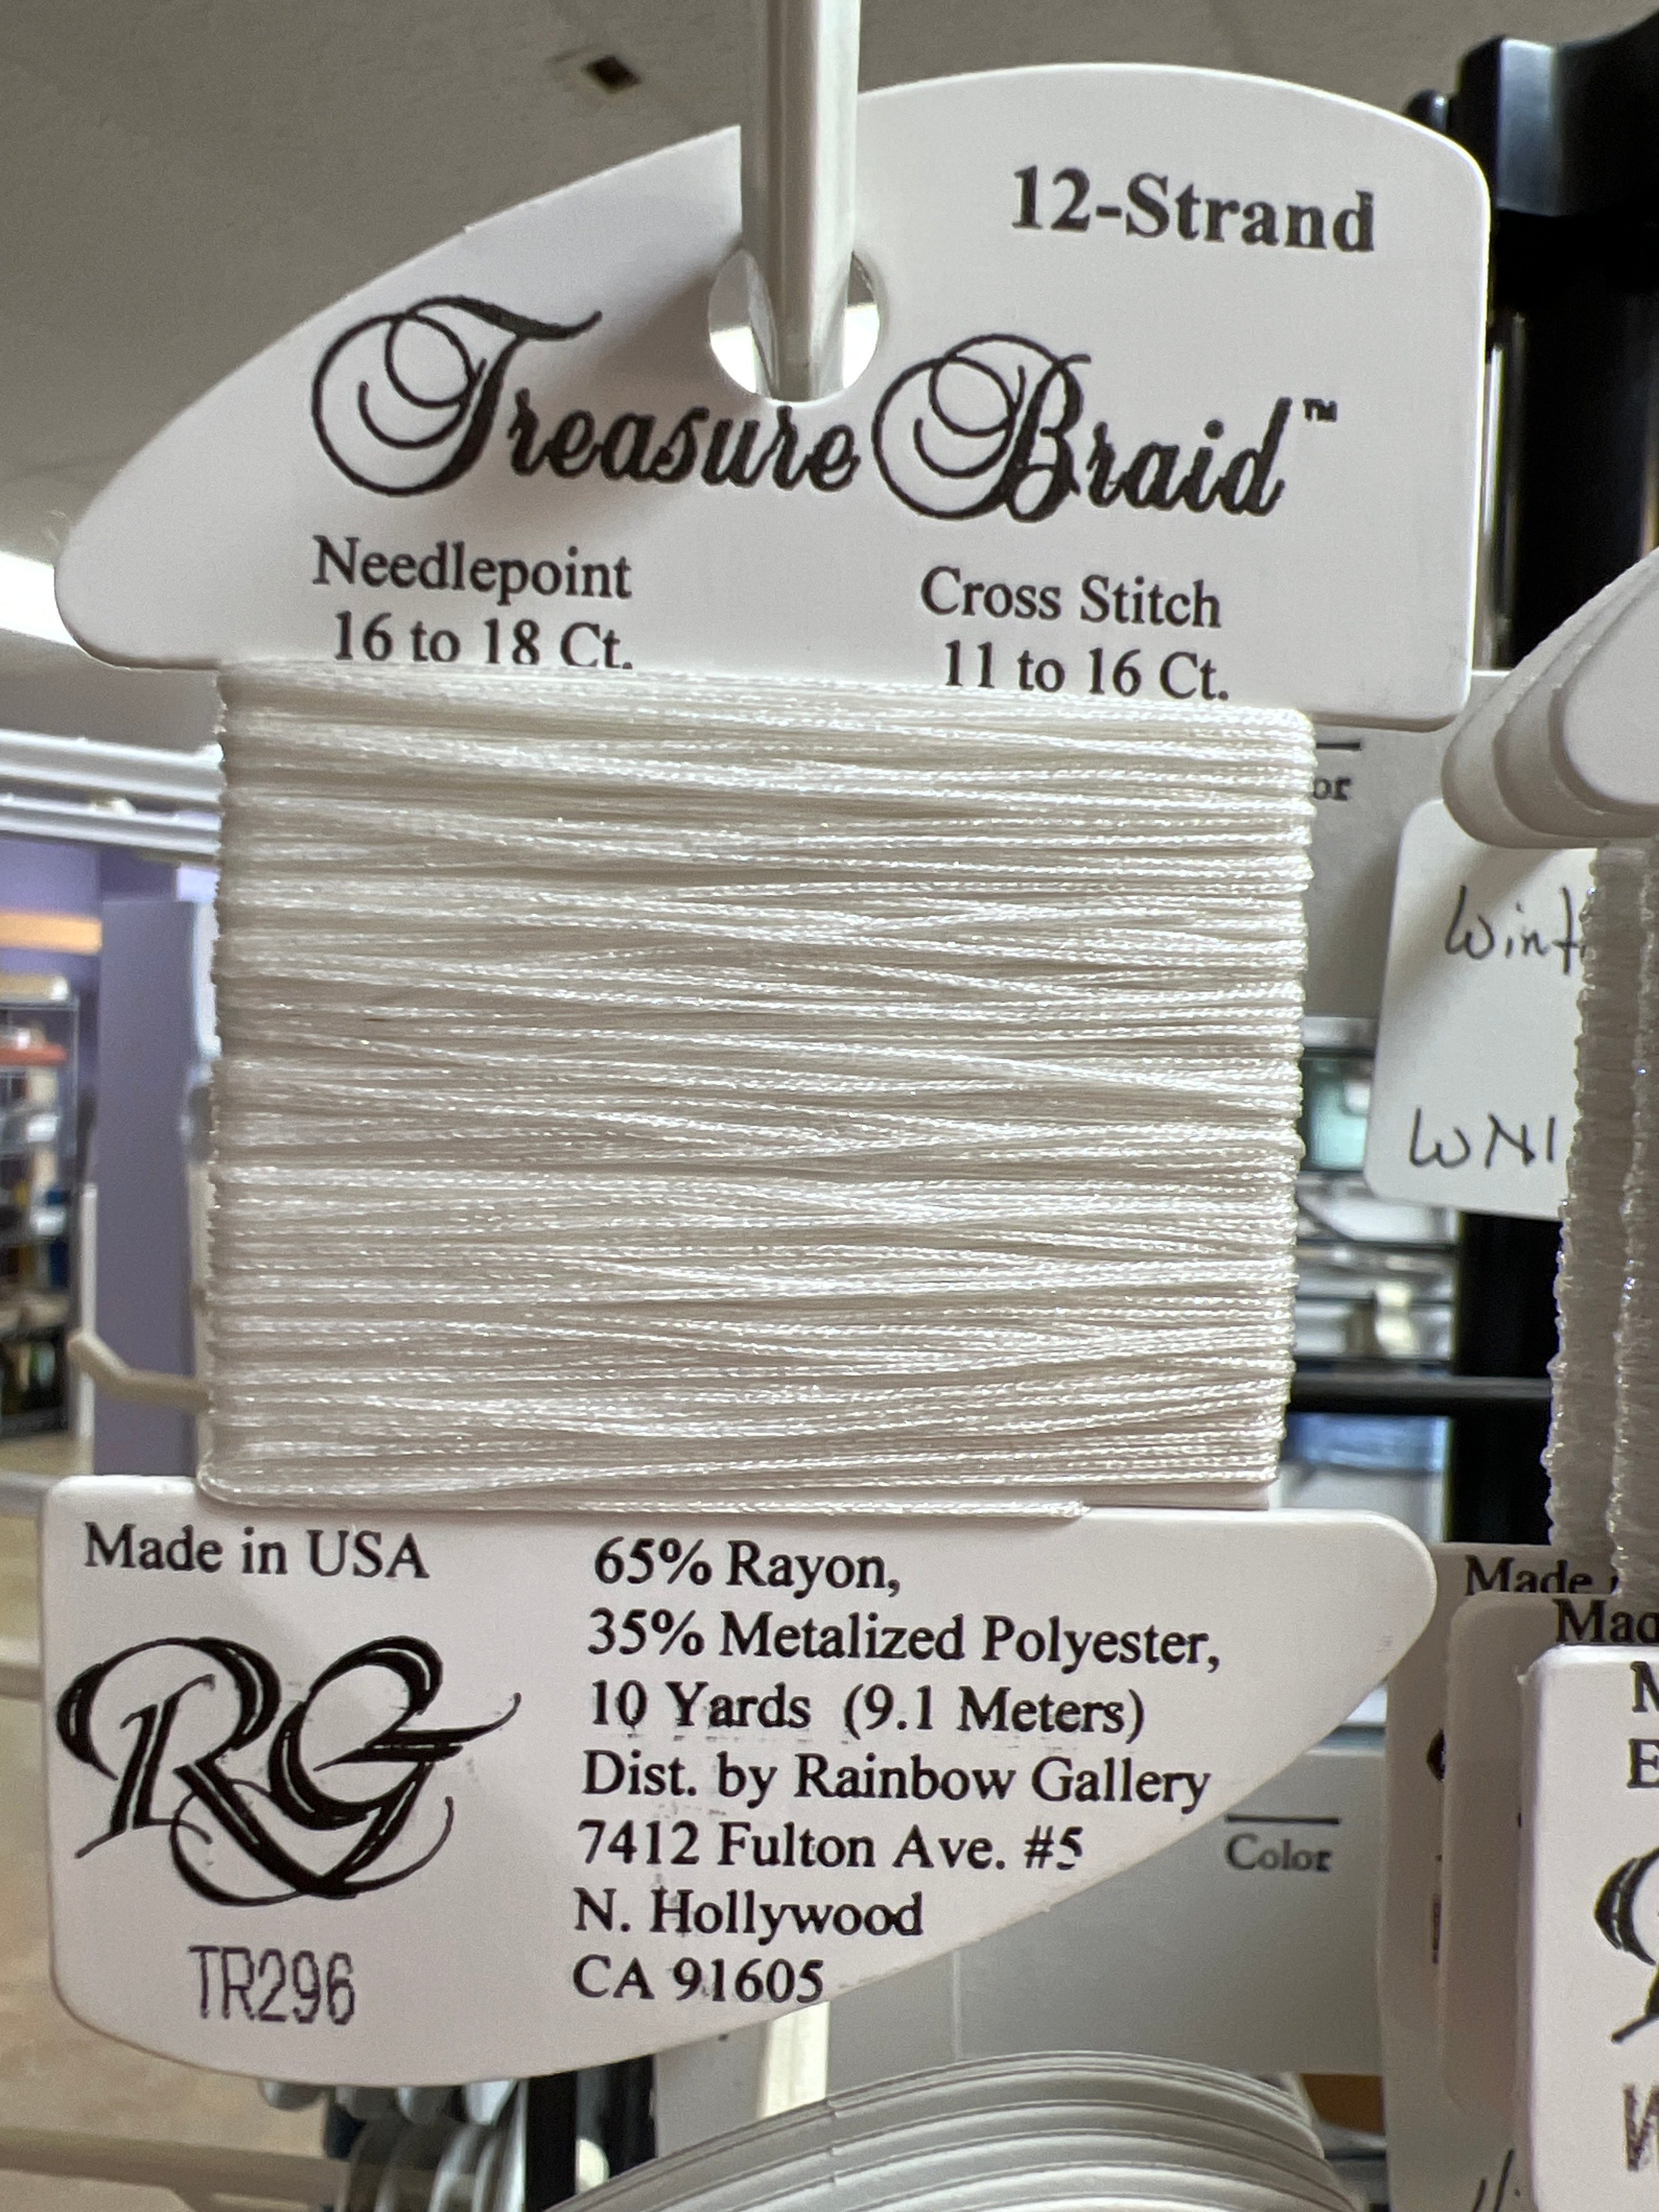 12-Strand
Treasure Braid™
Needlepoint
16 to 18 Ct.
Cross Stitch
11 to 16 Ct.
Made in USA
RG
TR296
65% Rayon,
35% Metalized Polyester,
10 Yards (9.1 Meters)
Dist. by Rainbow Gallery
7412 Fulton Ave. #5
N. Hollywood
CA 91605
Color
Made